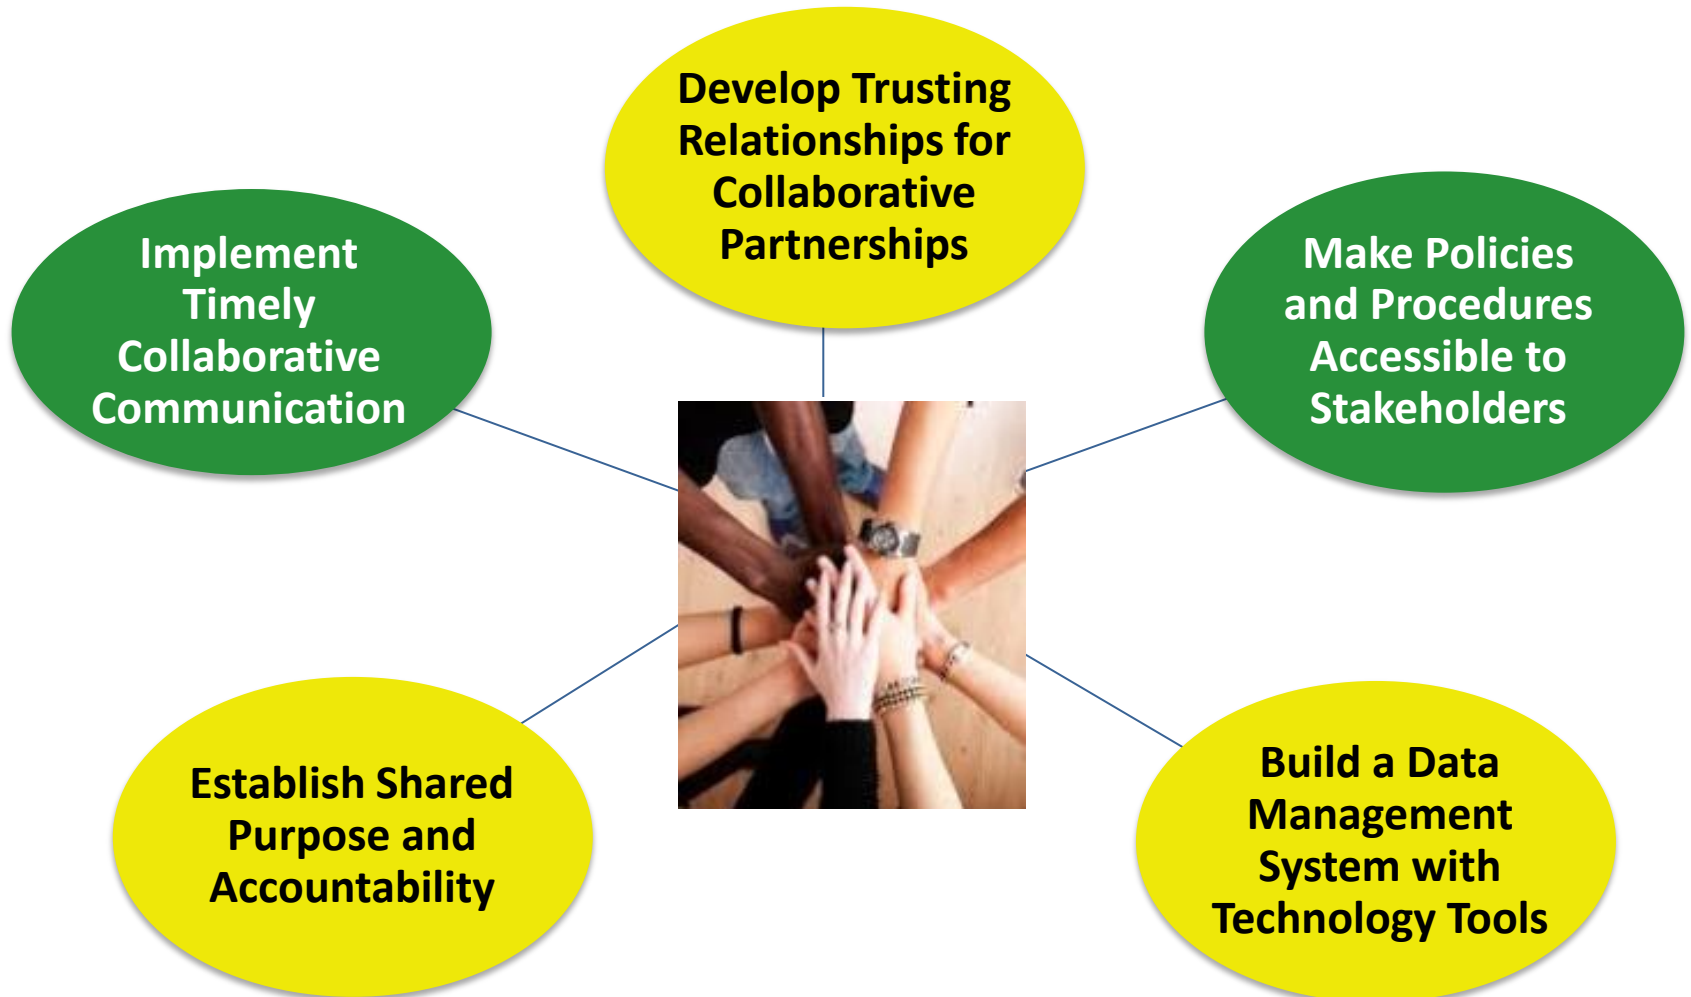 Develop Trusting
Relationships for
Collaborative
Partnerships
Implement
Timely
Collaborative
Communication
Make Policies
and Procedures
Accessible to
Stakeholders
Establish Shared
Purpose and
Accountability
Build a Data
Management
System with
Technology Tools